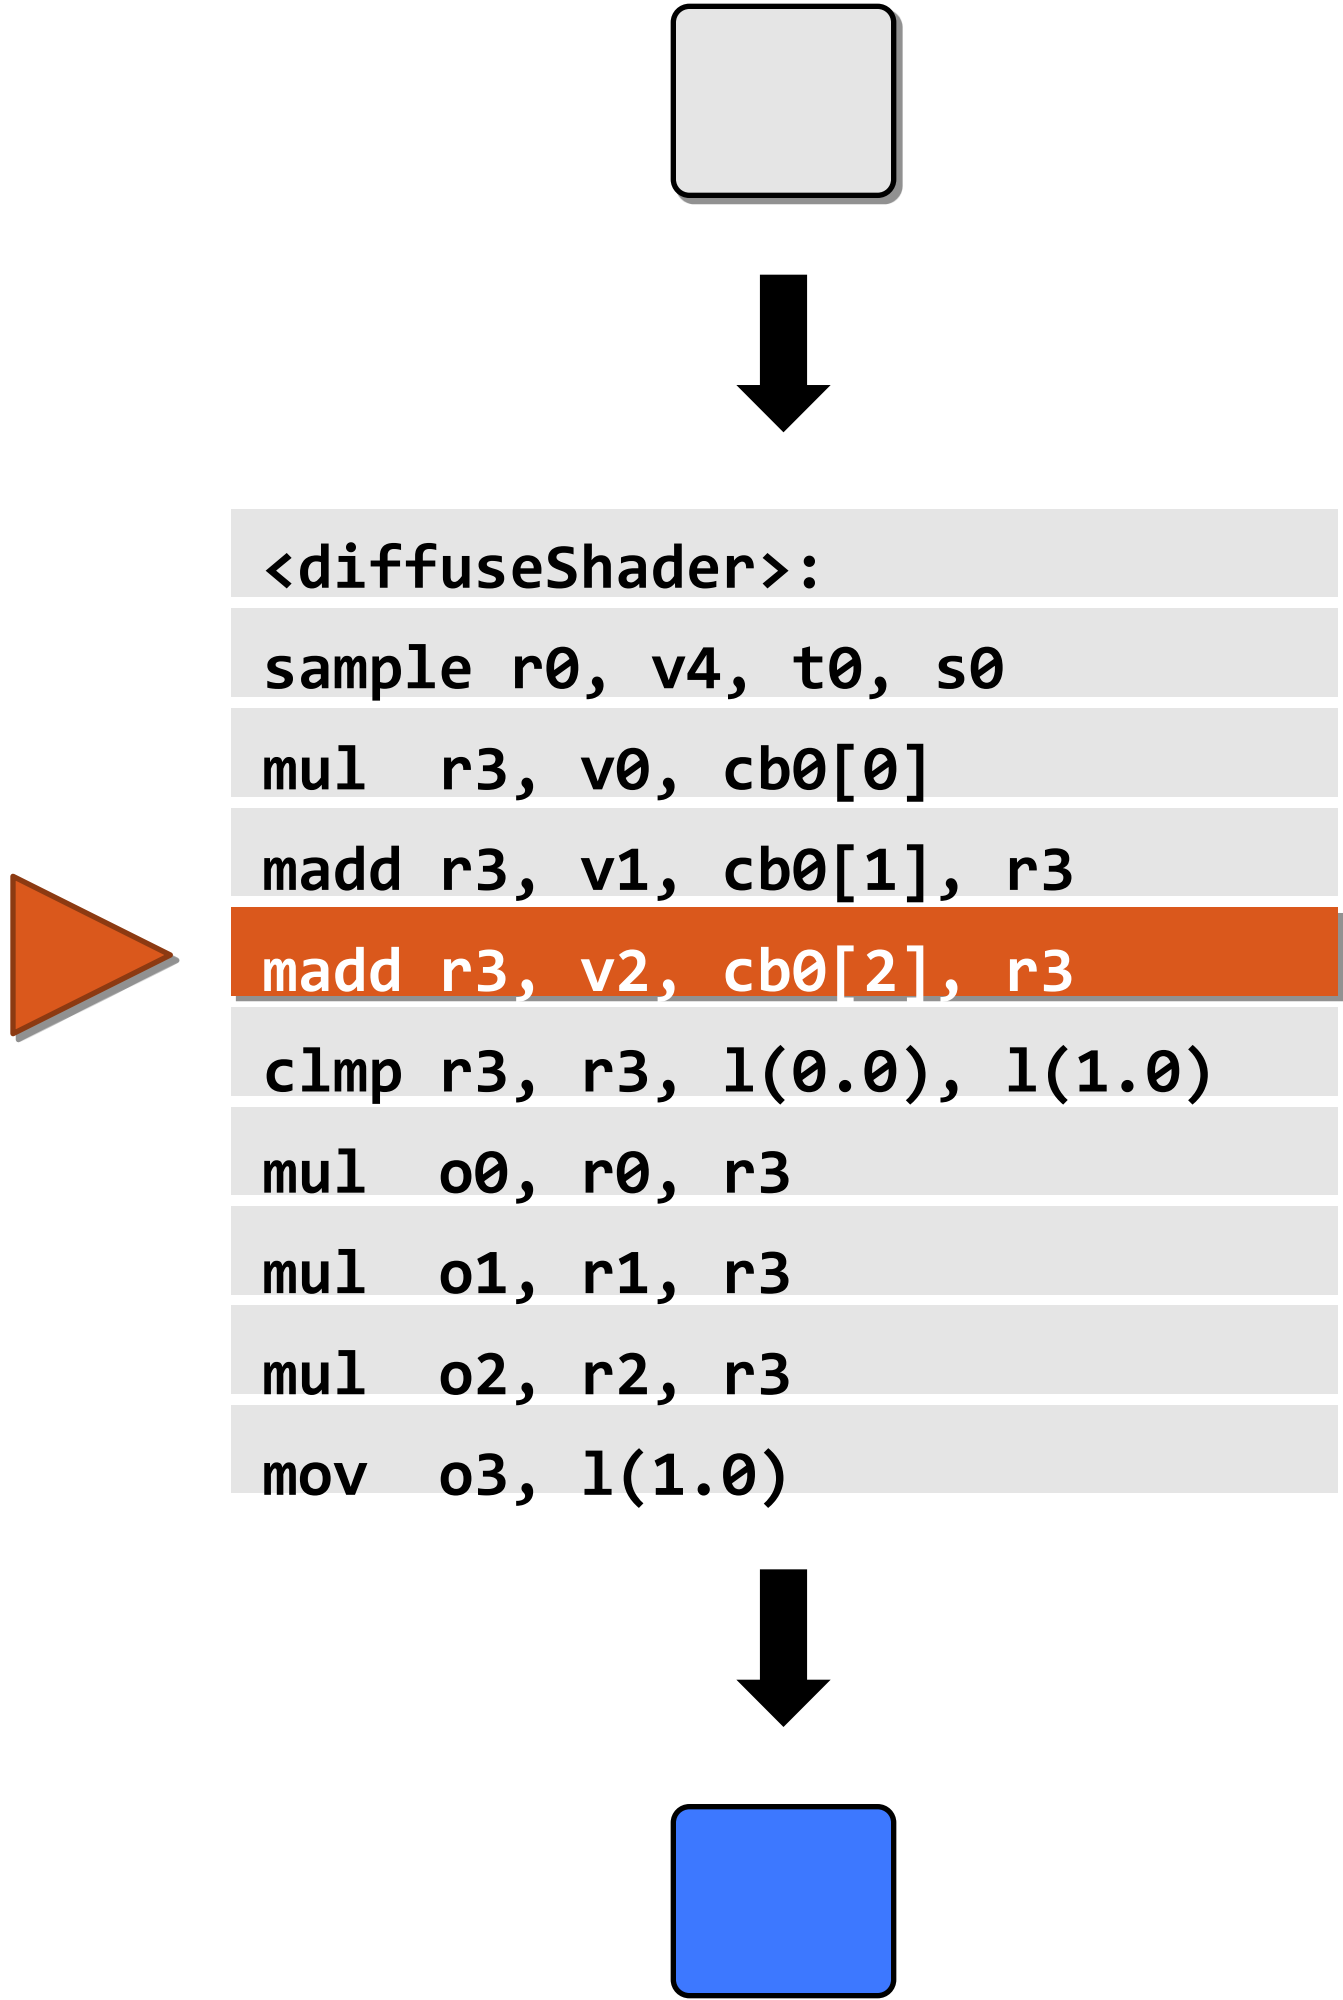 <diffuseShader>:
sample r0, v4, t0, s0
mul  r3, v0, cb0[0]
madd r3, v1, cb0[1], r3
madd r3, v2, cb0[2], r3
clmp r3, r3, l(0.0), l(1.0)
mul  o0, r0, r3
mul  o1, r1, r3
mul  o2, r2, r3
mov  o3, l(1.0)